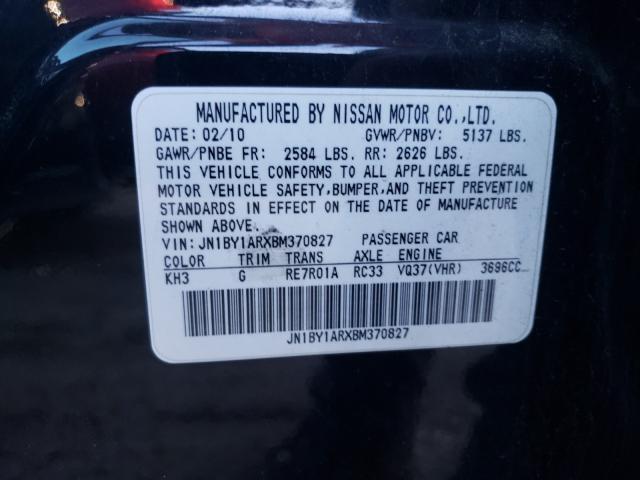 MANUFACTURED BY NISSAN MOTOR CO.,LTD.
DATE: 02/10 GVWR/PNBV: 5137 LBS.
GAWR/PNBE FR: 2584 LBS. RR: 2626 LBS.
THIS VEHICLE CONFORMS TO ALL APPLICABLE FEDERAL
MOTOR VEHICLE SAFETY,BUMPER,AND THEFT PREVENTION
STANDARDS IN EFFECT ON THE DATE OF MANUFACTURE
SHOWN ABOVE.
VIN: JN1BY1ARXBM370827 PASSENGER CAR
COLOR TRIM TRANS AXLE ENGINE
KH3 G RE7R01A RC33 VQ37(VHR) 3696CC
JN1BY1ARXBM370827